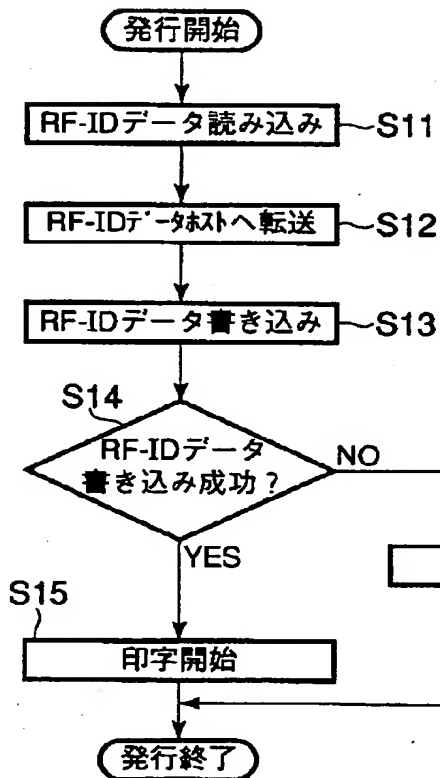 発行開始
RF-IDデータ読み込み
S11
RF-IDデータホストへ転送
S12
RF-IDデータ書き込み
S13
S14
RF-IDデータ
書き込み成功？
NO
YES
S15
印字開始
発行終了